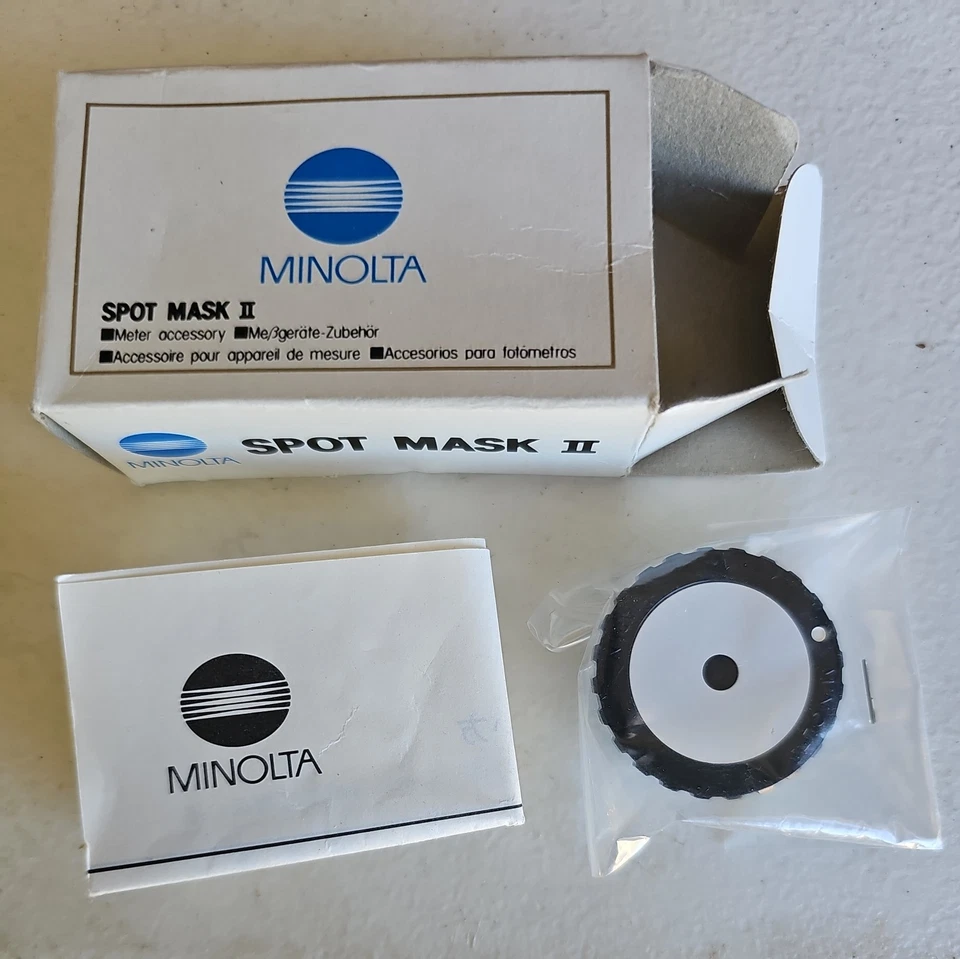 MINOLTA
SPOT MASK II
■Meter accessory ■Meβgeräte-Zubehör
■Accessoire pour appareil de mesure ■Accesorios para fotómetros
MINOLTA SPOT MASK II
MINOLTA